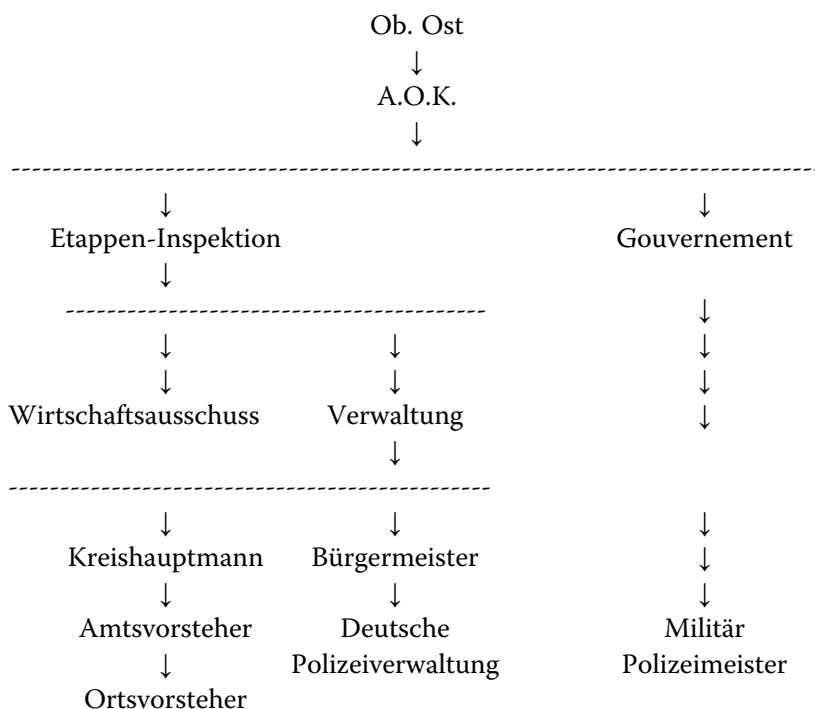 Ob. Ost
↓
A.O.K.
↓
↓ ↓
Etappen-Inspektion Gouvernement
↓
↓
↓ ↓ ↓
↓ ↓ ↓
Wirtschaftsausschuss Verwaltung ↓
↓
↓ ↓ ↓
Kreishauptmann Bürgermeister ↓
↓ ↓ ↓
Amtsvorsteher Deutsche Militär
Polizeiverwaltung Polizeimeister
↓
Ortsvorsteher